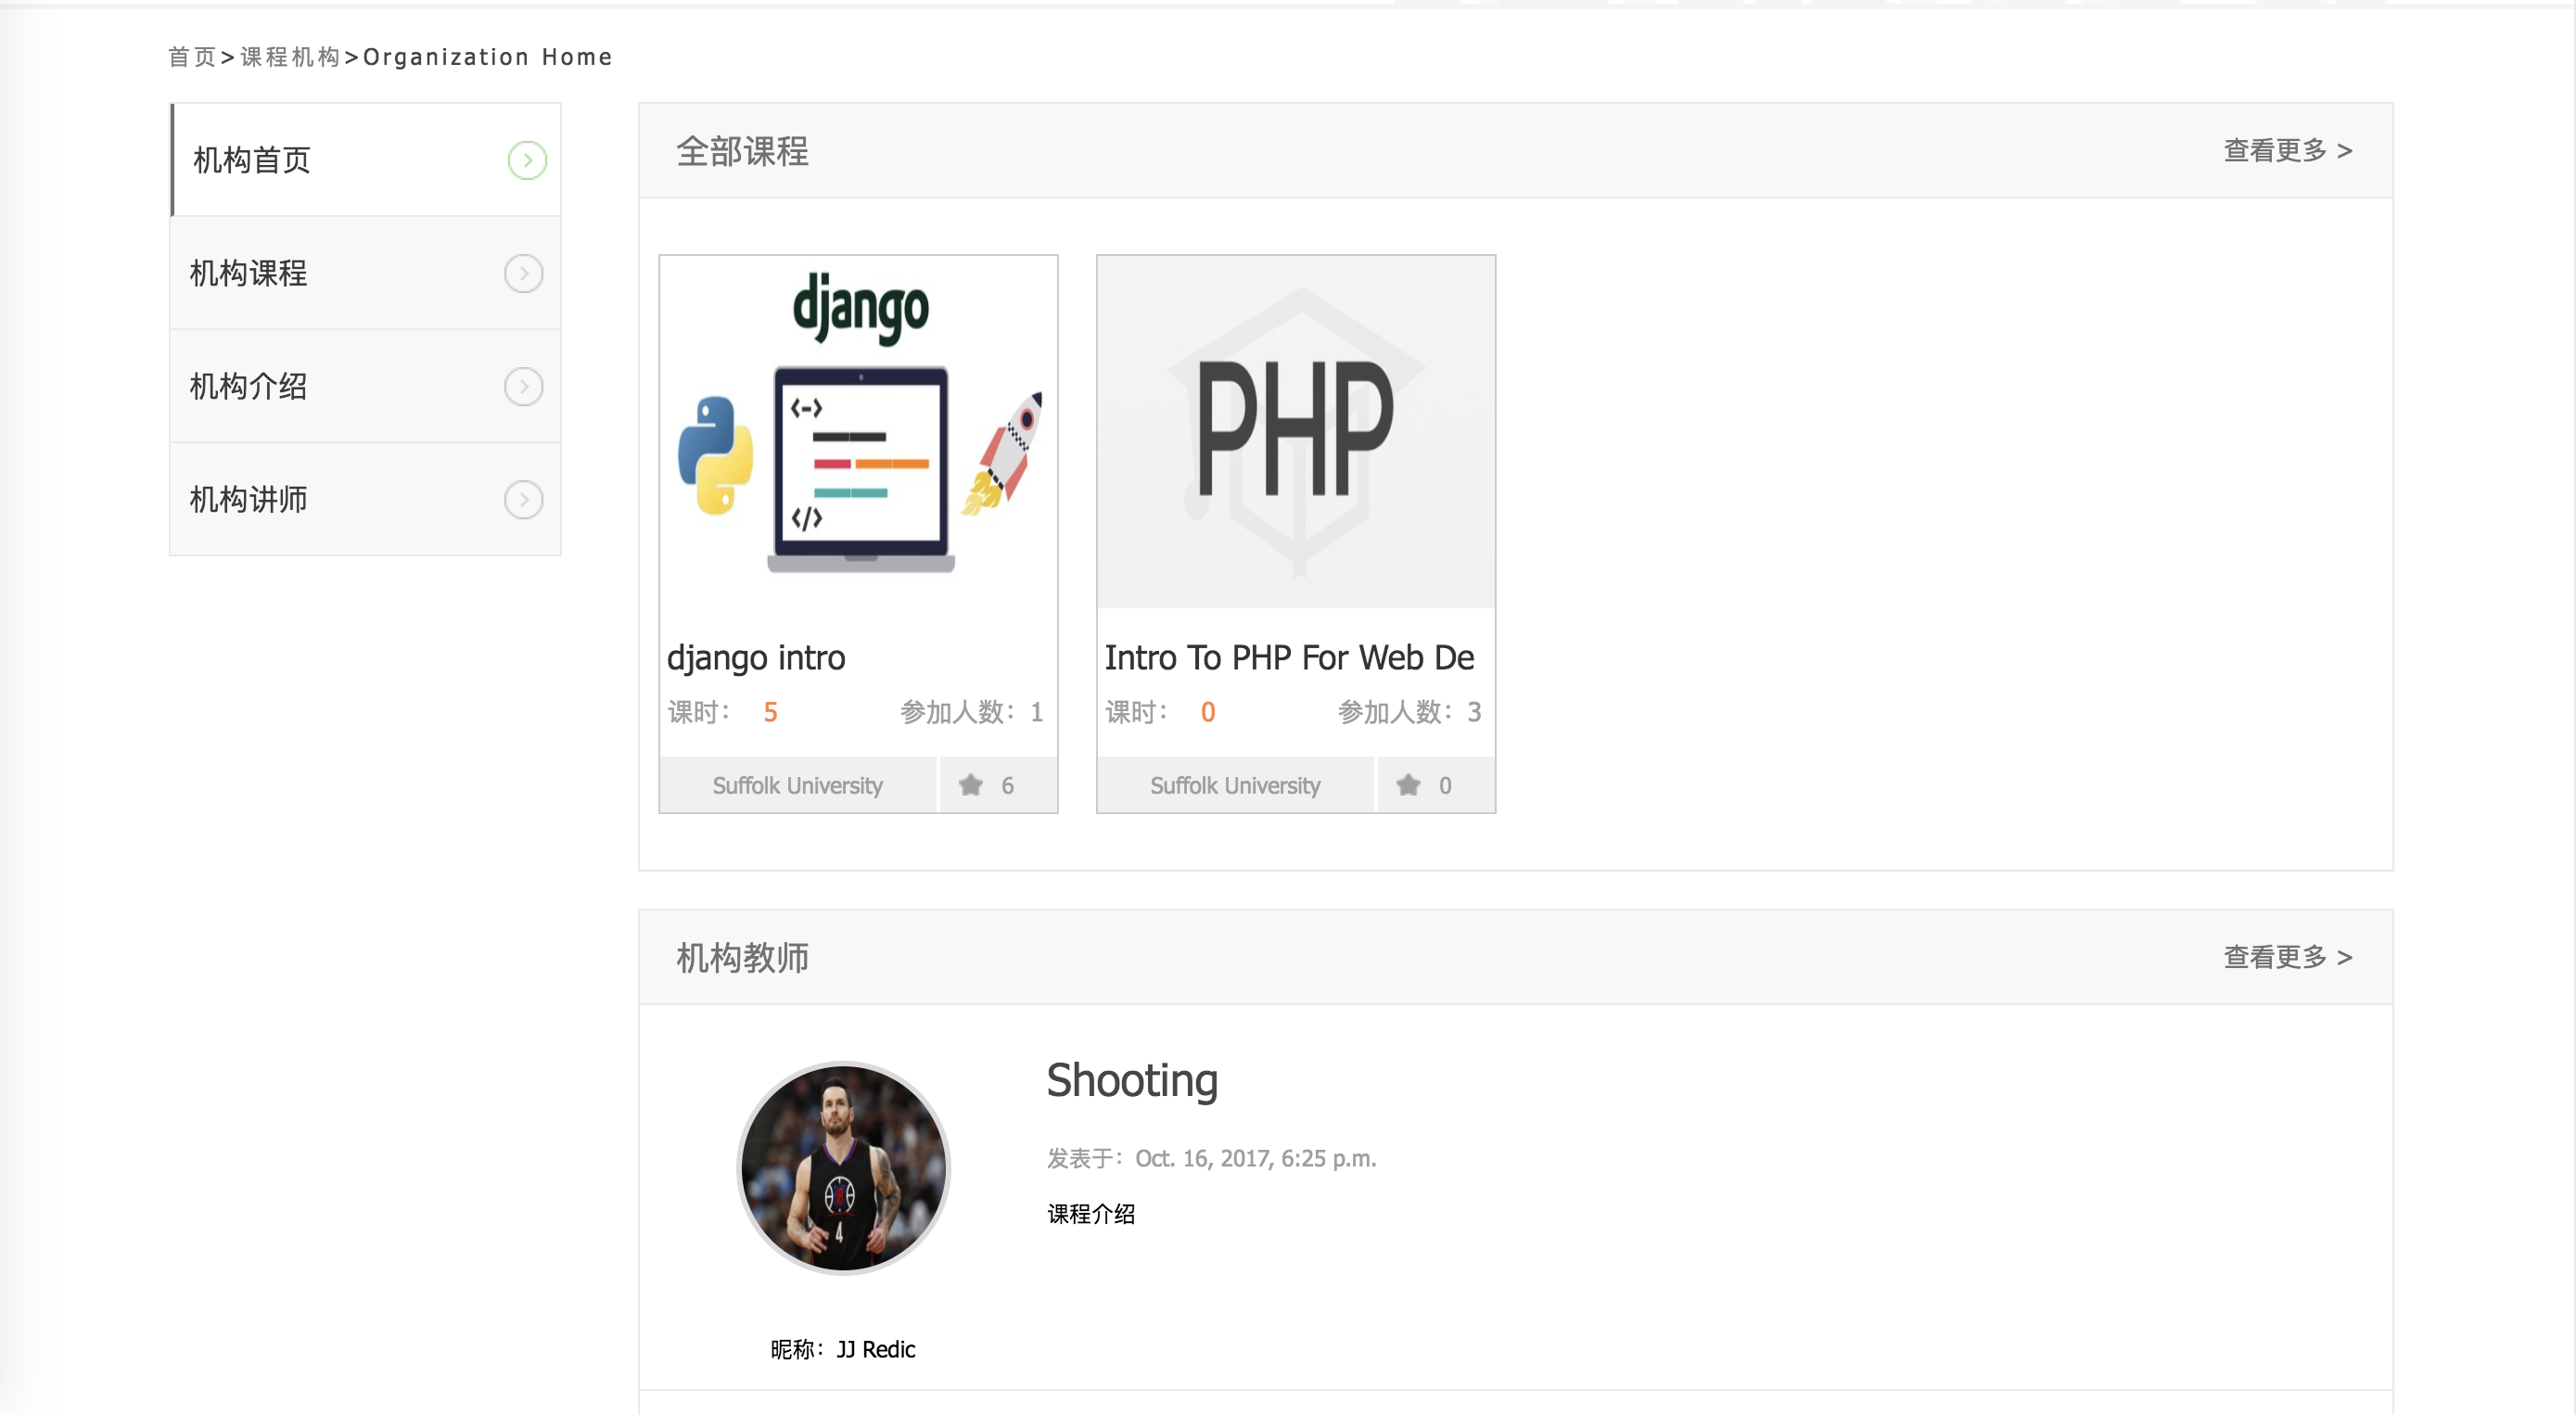 首页>课程机构>Organization Home
机构首页
机构课程
机构介绍
机构讲师
全部课程
查看更多 >
django
<->
</>
django intro
课时： 5
参加人数：1
Suffolk University
6
PHP
Intro To PHP For Web De
课时： 0
参加人数：3
Suffolk University
0
机构教师
查看更多 >
4
Shooting
发表于：Oct. 16, 2017, 6:25 p.m.
课程介绍
昵称：JJ Redic